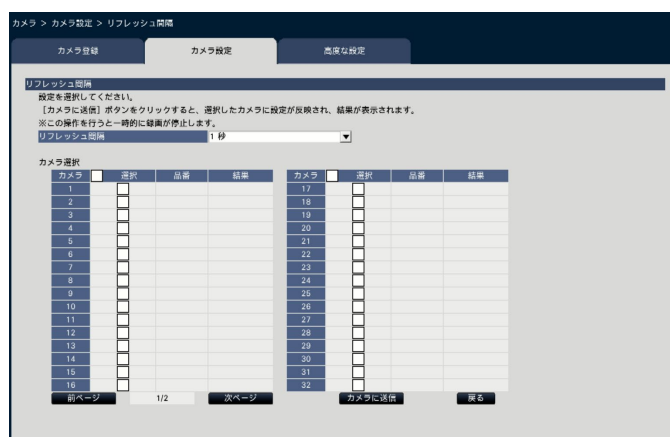 カメラ > カメラ設定 > リフレッシュ間隔
カメラ登録 カメラ設定 高度な設定
リフレッシュ間隔
設定を選択してください。
［カメラに送信］ボタンをクリックすると、選択したカメラに設定が反映され、結果が表示されます。
※この操作を行うと一時的に録画が停止します。
リフレッシュ間隔 1 秒
カメラ選択
カメラ 選択 品番 結果 カメラ 選択 品番 結果
1 17
2 18
3 19
4 20
5 21
6 22
7 23
8 24
9 25
10 26
11 27
12 28
13 29
14 30
15 31
16 32
前ページ 1/2 次ページ カメラに送信 戻る